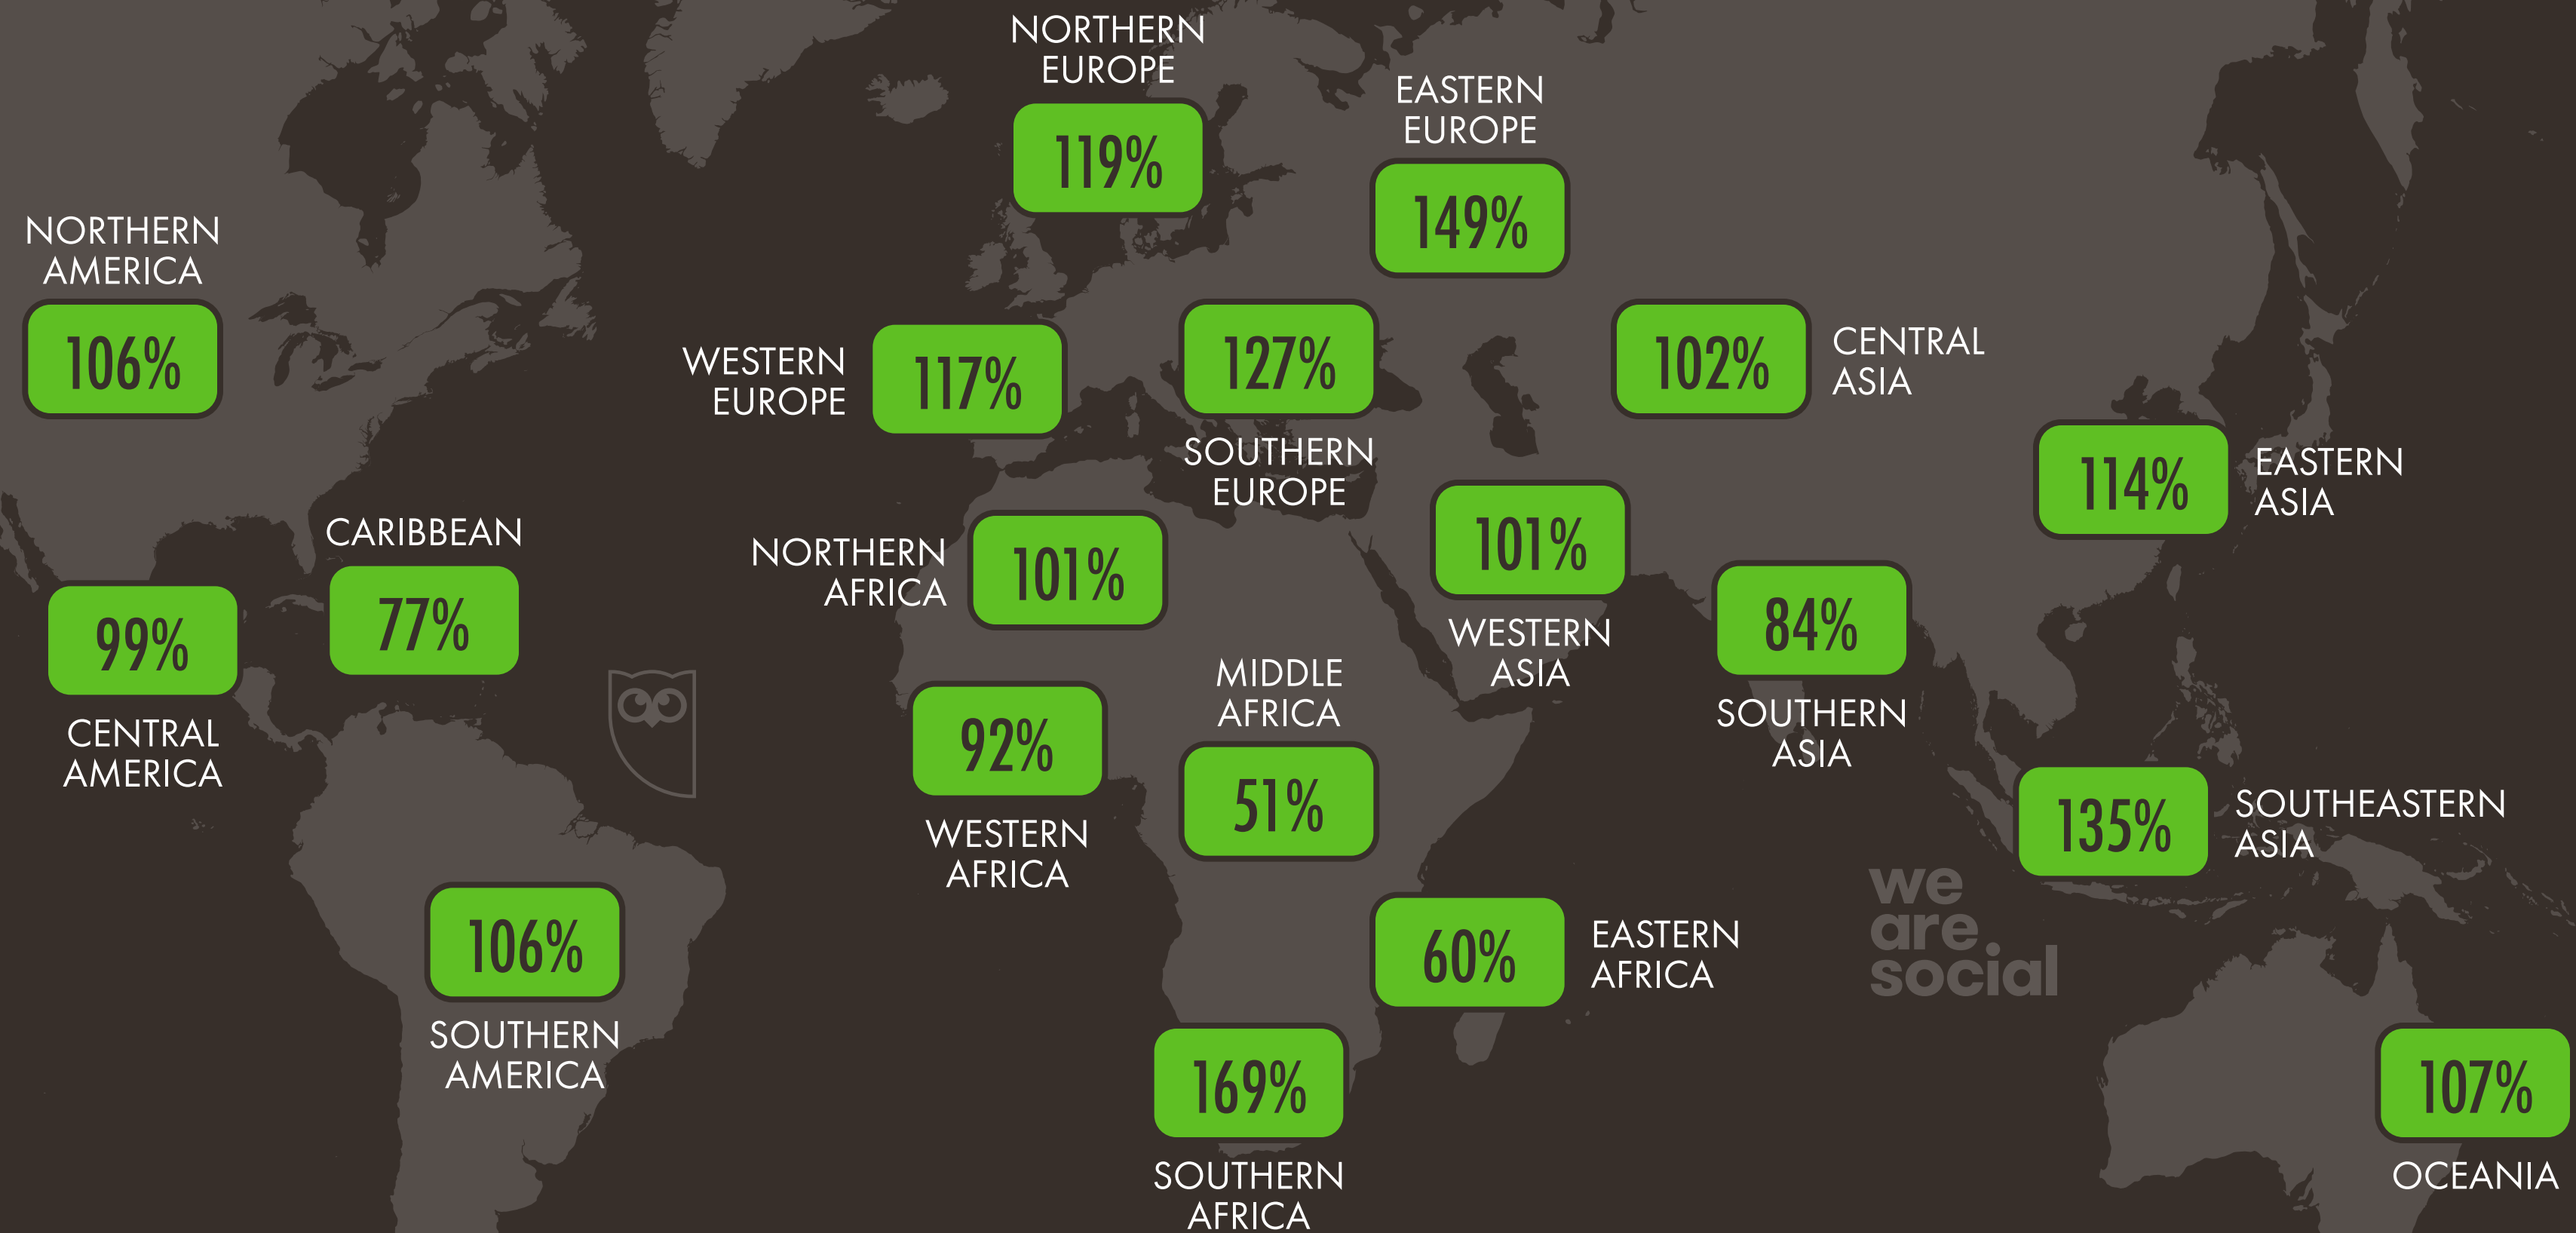 NORTHERN
EUROPE
119%
EASTERN
EUROPE
149%
NORTHERN
AMERICA
106%
WESTERN
EUROPE
117%
127%
SOUTHERN
EUROPE
102%
CENTRAL
ASIA
114%
EASTERN
ASIA
CARIBBEAN
77%
99%
CENTRAL
AMERICA
NORTHERN
AFRICA
101%
101%
WESTERN
ASIA
84%
SOUTHERN
ASIA
92%
WESTERN
AFRICA
MIDDLE
AFRICA
51%
135%
SOUTHEASTERN
ASIA
106%
SOUTHERN
AMERICA
60%
EASTERN
AFRICA
we
are
social
169%
SOUTHERN
AFRICA
107%
OCEANIA